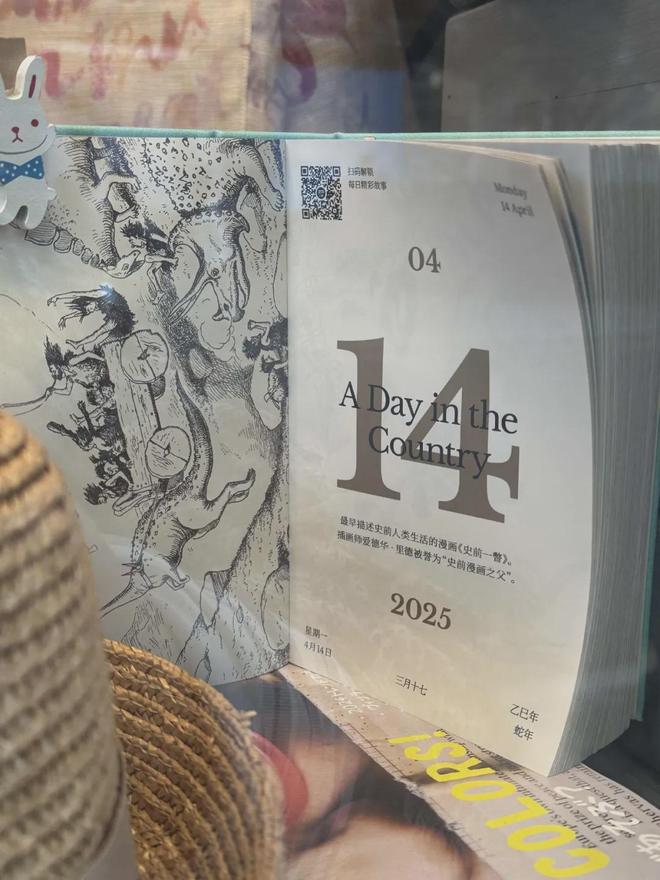 扫码解锁
每日精彩故事
Monday
14 April
04
14
A Day in the
Country
最早描述史前人类生活的漫画《史前一瞥》。
插画师爱德华·里德被誉为“史前漫画之父”。
2025
星期一
4月14日
三月十七
乙巳年
蛇年
COLORS!